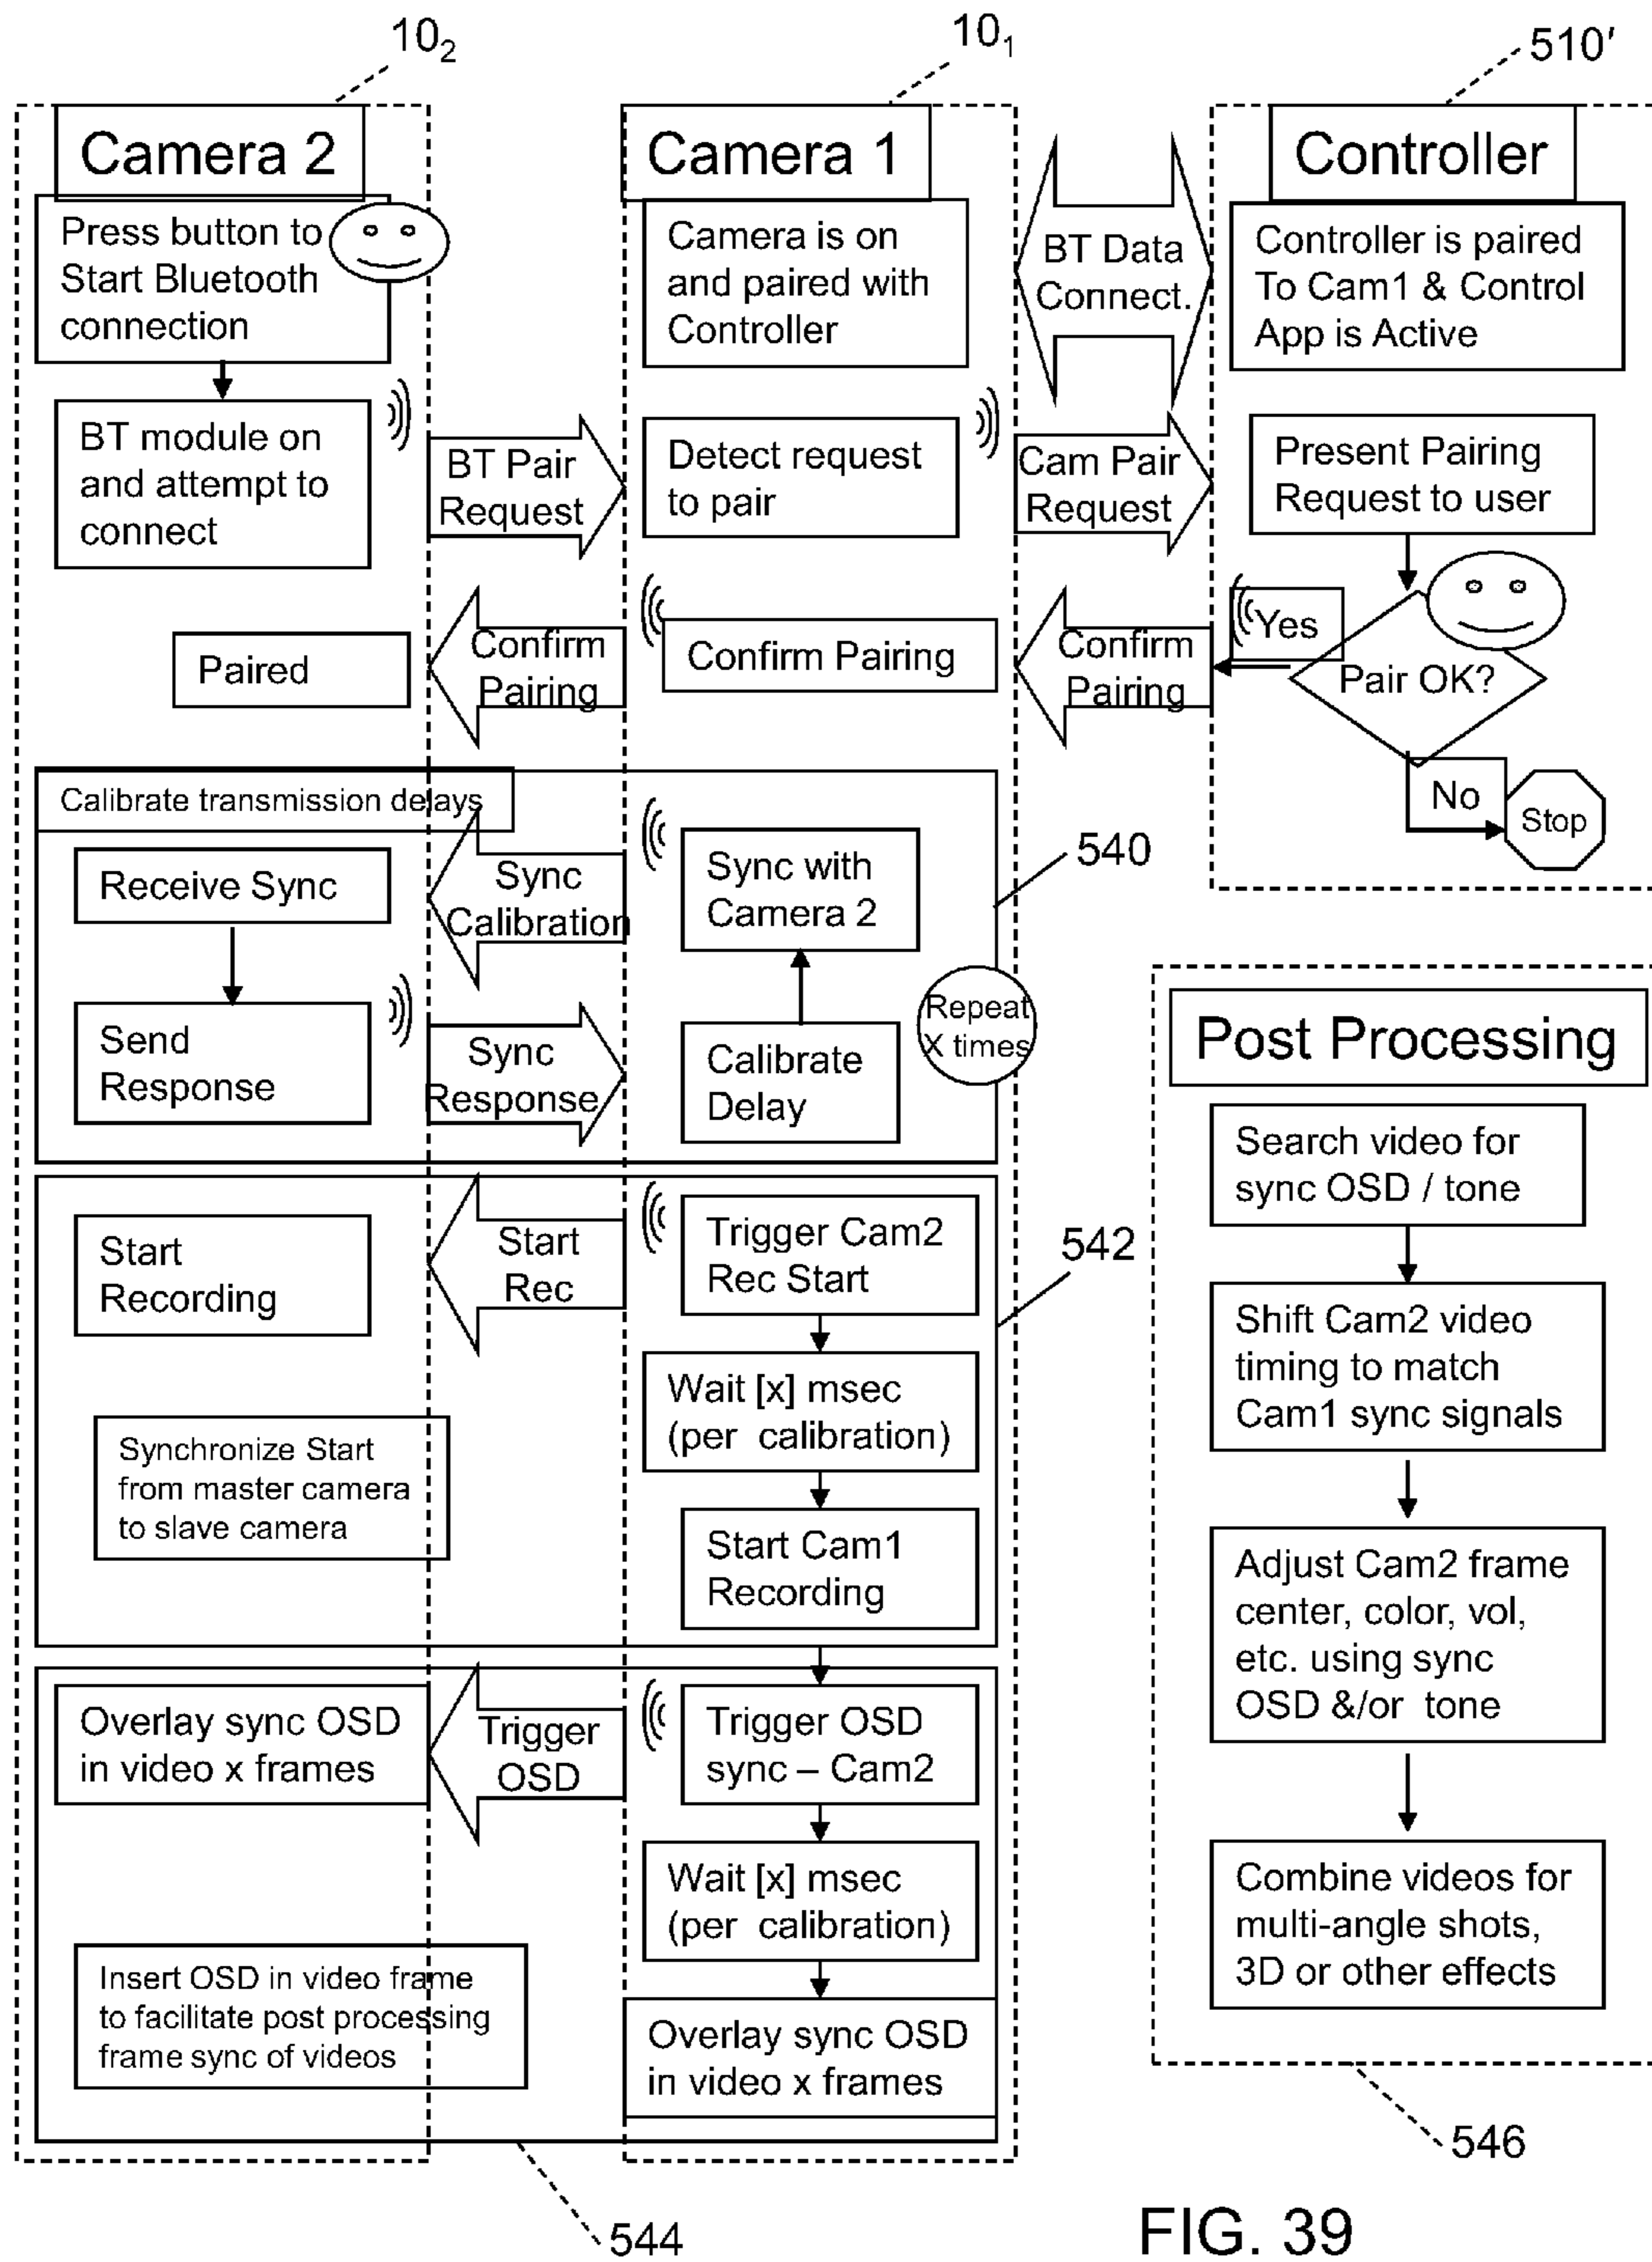 10₂
10₁
510′
Camera 2
Camera 1
Controller
Press button to
Start Bluetooth
connection
Camera is on
and paired with
Controller
BT Data
Connect.
Controller is paired
To Cam1 & Control
App is Active
BT module on
and attempt to
connect
BT Pair
Request
Detect request
to pair
Cam Pair
Request
Present Pairing
Request to user
Paired
Confirm
Pairing
Confirm Pairing
Confirm
Pairing
Yes
Pair OK?
No
Stop
Calibrate transmission delays
Receive Sync
Sync
Calibration
Sync with
Camera 2
540
Send
Response
Sync
Response
Calibrate
Delay
Repeat
X times
Start
Recording
Start
Rec
Trigger Cam2
Rec Start
542
Wait [x] msec
(per calibration)
Synchronize Start
from master camera
to slave camera
Start Cam1
Recording
Overlay sync OSD
in video x frames
Trigger
OSD
Trigger OSD
sync – Cam2
Wait [x] msec
(per calibration)
Insert OSD in video frame
to facilitate post processing
frame sync of videos
Overlay sync OSD
in video x frames
544
Post Processing
Search video for
sync OSD / tone
Shift Cam2 video
timing to match
Cam1 sync signals
Adjust Cam2 frame
center, color, vol,
etc. using sync
OSD &/or tone
Combine videos for
multi-angle shots,
3D or other effects
546
FIG. 39